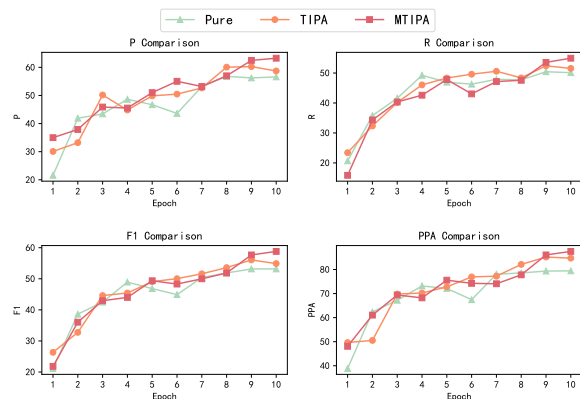 Pure TIPA MTIPA
P Comparison
P
60
50
40
30
20
1 2 3 4 5 6 7 8 9 10
Epoch
R Comparison
R
50
40
30
20
1 2 3 4 5 6 7 8 9 10
Epoch
F1 Comparison
F1
60
50
40
30
20
1 2 3 4 5 6 7 8 9 10
Epoch
PPA Comparison
PPA
80
70
60
50
40
1 2 3 4 5 6 7 8 9 10
Epoch